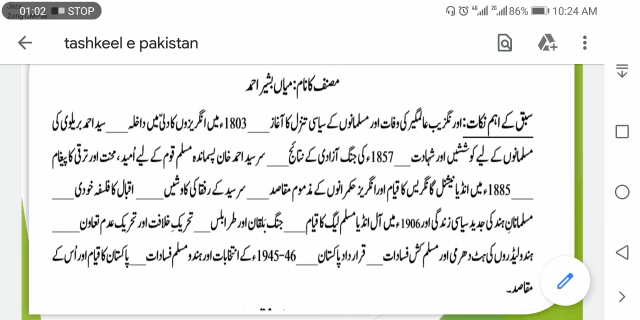 01:02 STOP
86% 10:24 AM
tashkeel e pakistan
مصنف کا نام: میاں بشیر احمد
سبق کے اہم نکات: اورنگزیب عالمگیر کی وفات اور مسلمانوں کے سیاسی تنزل کا آغاز ___ 1803ء میں انگریزوں کا دلّی میں داخلہ ___ سید احمد بریلوی کی
مسلمانوں کے لیے کوششیں اور شہادت ___ 1857ء کی جنگ آزادی کے نتائج ___ سر سید احمد خان پسماندہ مسلم قوم کے لیے اُمید، محنت اور ترقی کا پیغام
___ 1885ء میں انڈیا نیشنل گانگریس کا قیام اور انگریز حکمرانوں کے مذموم مقاصد ___ سر سید کے رفقا کی کاوشیں ___ اقبال کا فلسفہ خودی ___
مسلمانانِ ہند کی جدید سیاسی زندگی اور 1906ء میں آل انڈیا مسلم لیگ کا قیام ___ جنگ بلقان اور طرابلس ___ تحریکِ خلافت اور تحریک عدم تعاون ___
ہندو لیڈروں کی ہٹ دھرمی اور مسلم کش فسادات ___ قرار داد پاکستان ___ 1945-46ء کے انتخابات اور ہندو مسلم فسادات ___ پاکستان کا قیام اور اُس کے
مقاصد۔